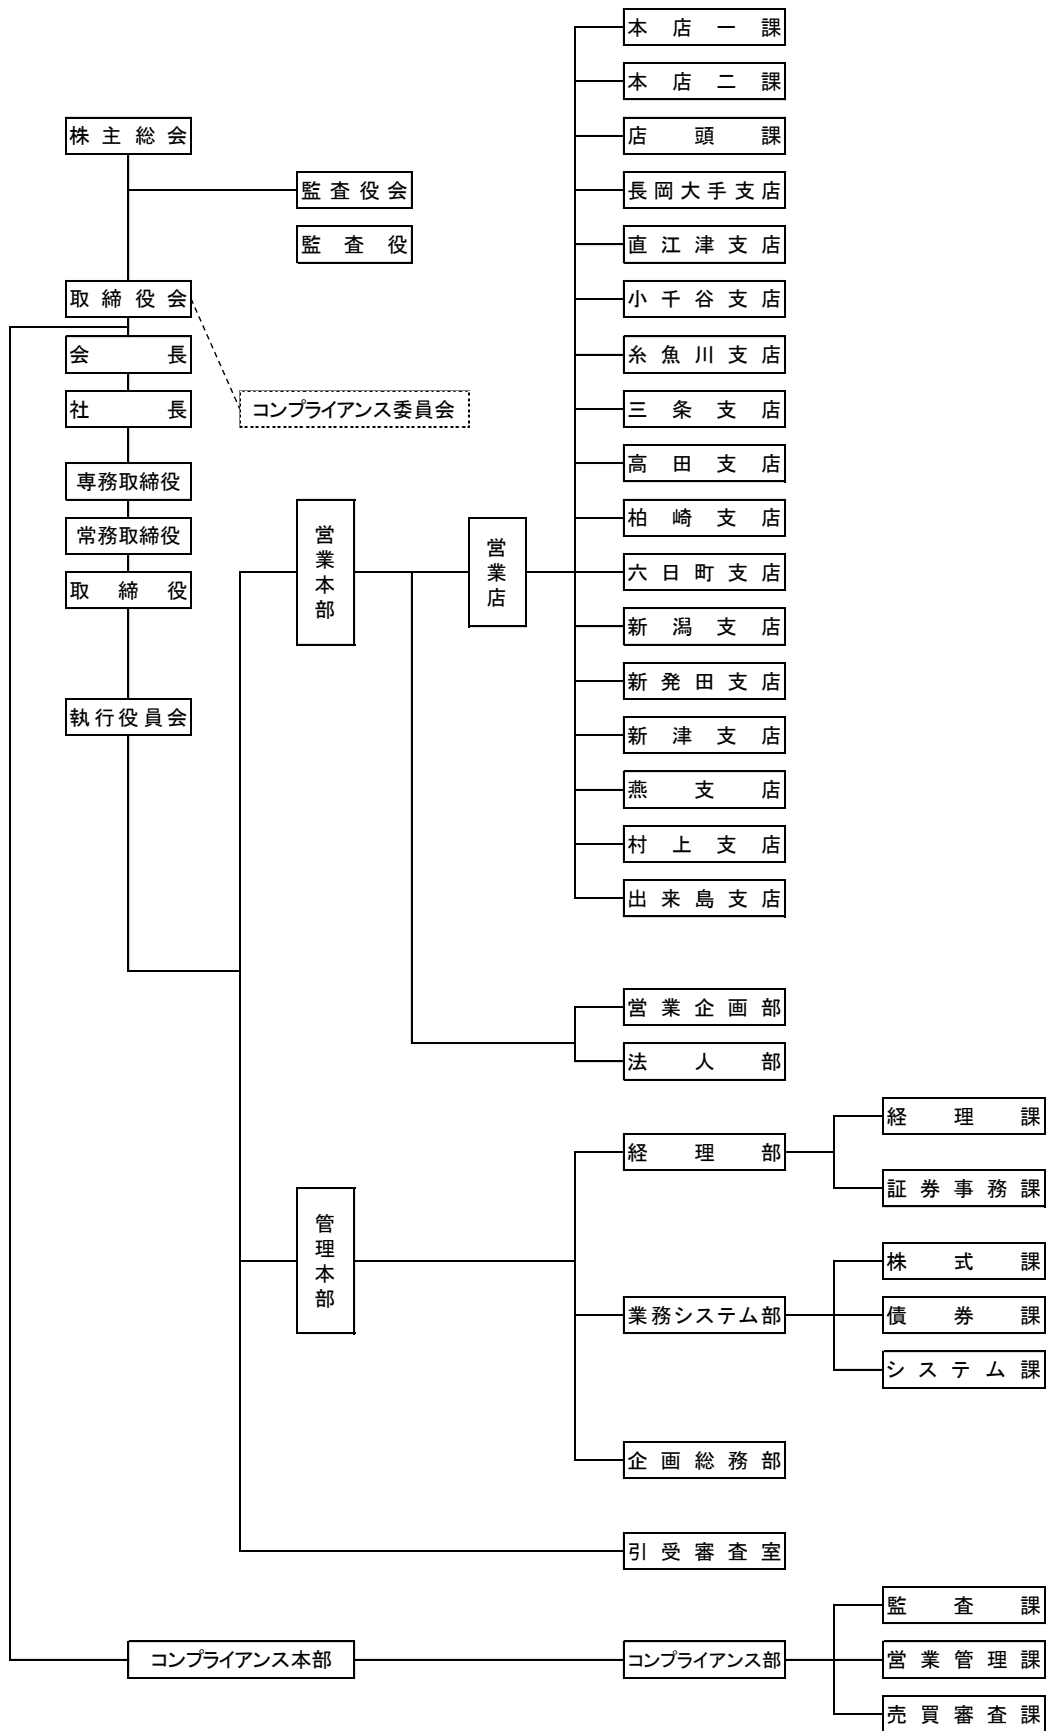 本店一課
本店二課
株主総会
店頭課
監査役会
長岡大手支店
監査役
直江津支店
取締役会
小千谷支店
会長
糸魚川支店
社長
コンプライアンス委員会
三条支店
専務取締役
高田支店
常務取締役
営業本部
営業店
柏崎支店
取締役
六日町支店
新潟支店
新発田支店
執行役員会
新津支店
燕支店
村上支店
出来島支店
営業企画部
法人部
経理課
経理部
証券事務課
管理本部
株式課
業務システム部
債券課
システム課
企画総務部
引受審査室
監査課
コンプライアンス本部
コンプライアンス部
営業管理課
売買審査課